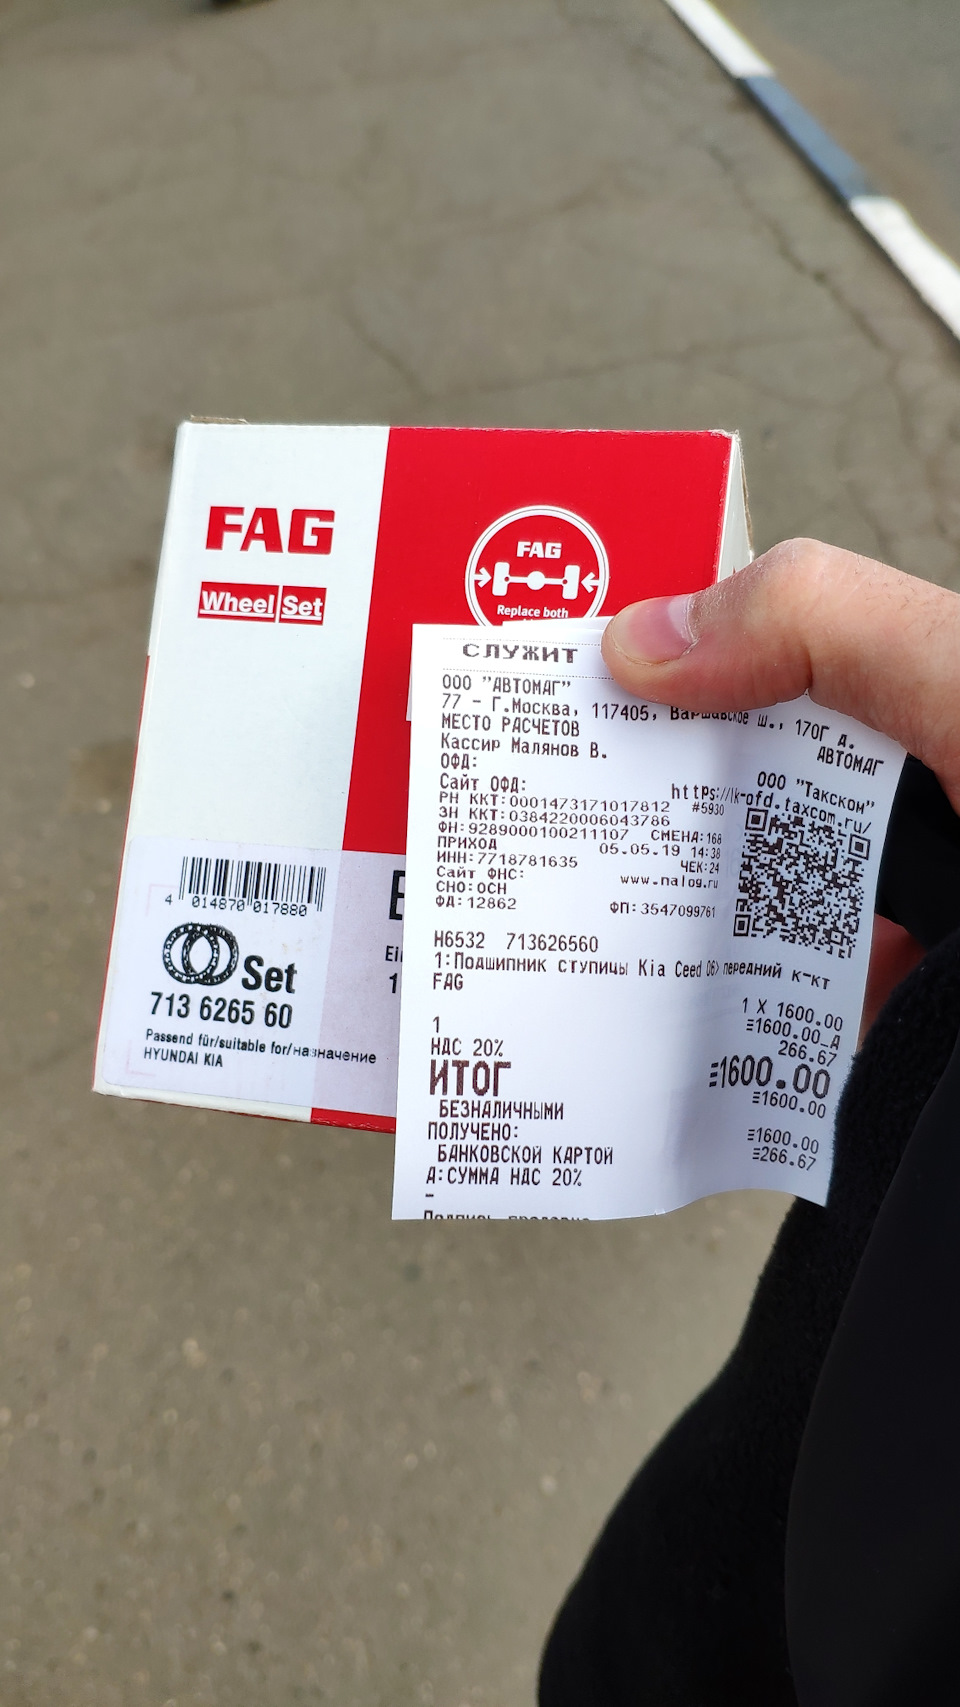 FAG
Wheel Set
FAG
Replace both
4 014870 017880
Set
713 6265 60
Passend für/suitable for/назначение
HYUNDAI KIA
СЛУЖИТ
ООО "АВТОМАГ"
77 - Г.Москва, 117405, Варшавское ш., 170Г д.
МЕСТО РАСЧЕТОВ АВТОМАГ
Кассир Малянов В.
ОФД: ООО "Такском"
Сайт ОФД: https://lk-ofd.taxcom.ru/
РН ККТ:0001473171017812 #5930
ЗН ККТ:0384220006043786
ФН:9289000100211107 СМЕНА:168
ПРИХОД 05.05.19 14:38
ИНН:7718781635 ЧЕК:24
Сайт ФНС: www.nalog.ru
СНО:ОСН
ФД:12862 ФП:3547099761
H6532 713626560
1:Подшипник ступицы Kia Ceed 06> передний к-кт
FAG
1 X 1600.00
1 ≡1600.00_А
НДС 20% 266.67
ИТОГ ≡1600.00
БЕЗНАЛИЧНЫМИ ≡1600.00
ПОЛУЧЕНО:
БАНКОВСКОЙ КАРТОЙ ≡1600.00
А:СУММА НДС 20% ≡266.67
-